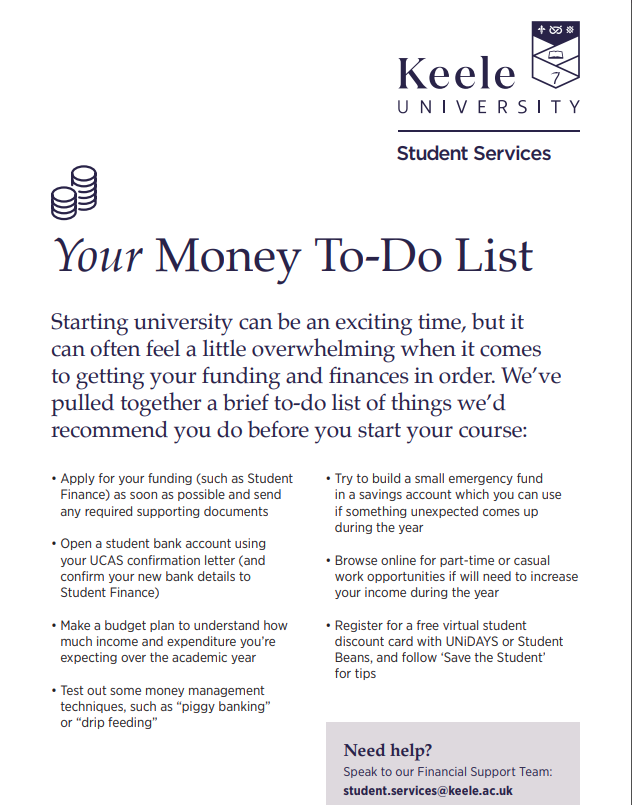 Keele
UNIVERSITY
7
Student Services
Your Money To-Do List
Starting university can be an exciting time, but it
can often feel a little overwhelming when it comes
to getting your funding and finances in order. We’ve
pulled together a brief to-do list of things we’d
recommend you do before you start your course:
• Apply for your funding (such as Student
Finance) as soon as possible and send
any required supporting documents
• Open a student bank account using
your UCAS confirmation letter (and
confirm your new bank details to
Student Finance)
• Make a budget plan to understand how
much income and expenditure you’re
expecting over the academic year
• Test out some money management
techniques, such as “piggy banking”
or “drip feeding”
• Try to build a small emergency fund
in a savings account which you can use
if something unexpected comes up
during the year
• Browse online for part-time or casual
work opportunities if will need to increase
your income during the year
• Register for a free virtual student
discount card with UNiDAYS or Student
Beans, and follow ‘Save the Student’
for tips
Need help?
Speak to our Financial Support Team:
student.services@keele.ac.uk